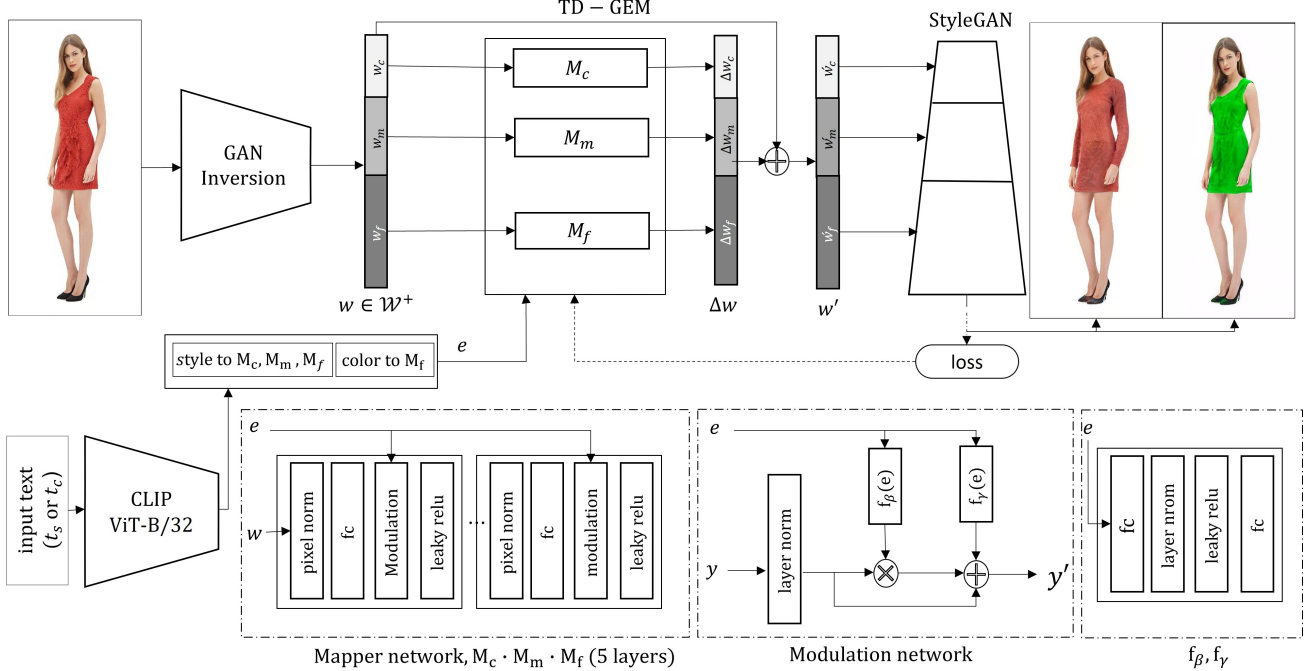 TD − GEM
StyleGAN
GAN
Inversion
w_c
w_m
w_f
M_c
M_m
M_f
Δw_c
Δw_m
Δw_f
ẃ_c
ẃ_m
ẃ_f
w ∈ 𝒲⁺
Δw
w′
style to M_c, M_m , M_f
color to M_f
e
loss
input text
(t_s or t_c)
CLIP
ViT-B/32
e
w
pixel norm
fc
Modulation
leaky relu
...
pixel norm
fc
modulation
leaky relu
Mapper network, M_c · M_m · M_f (5 layers)
e
y
layer norm
f_β(e)
f_γ(e)
y′
Modulation network
e
fc
layer nrom
leaky relu
fc
f_β, f_γ